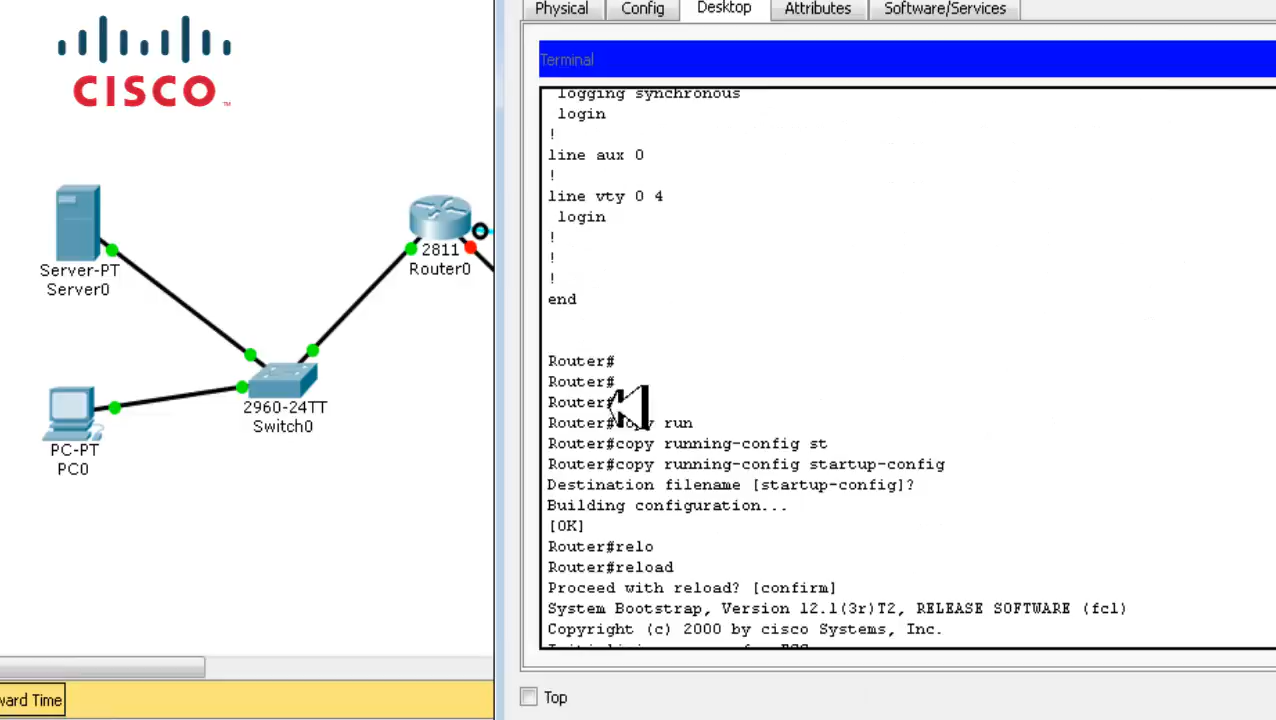 CISCO
TM
Server-PT
Server0
PC-PT
PC0
2960-24TT
Switch0
2811
Router0
ward Time
Physical
Config
Desktop
Attributes
Software/Services
Terminal
logging synchronous
login
!
line aux 0
!
line vty 0 4
login
!
!
!
end
Router#
Router#
Router#
Router#copy run
Router#copy running-config st
Router#copy running-config startup-config
Destination filename [startup-config]?
Building configuration...
[OK]
Router#relo
Router#reload
Proceed with reload? [confirm]
System Bootstrap, Version 12.1(3r)T2, RELEASE SOFTWARE (fc1)
Copyright (c) 2000 by cisco Systems, Inc.
Top